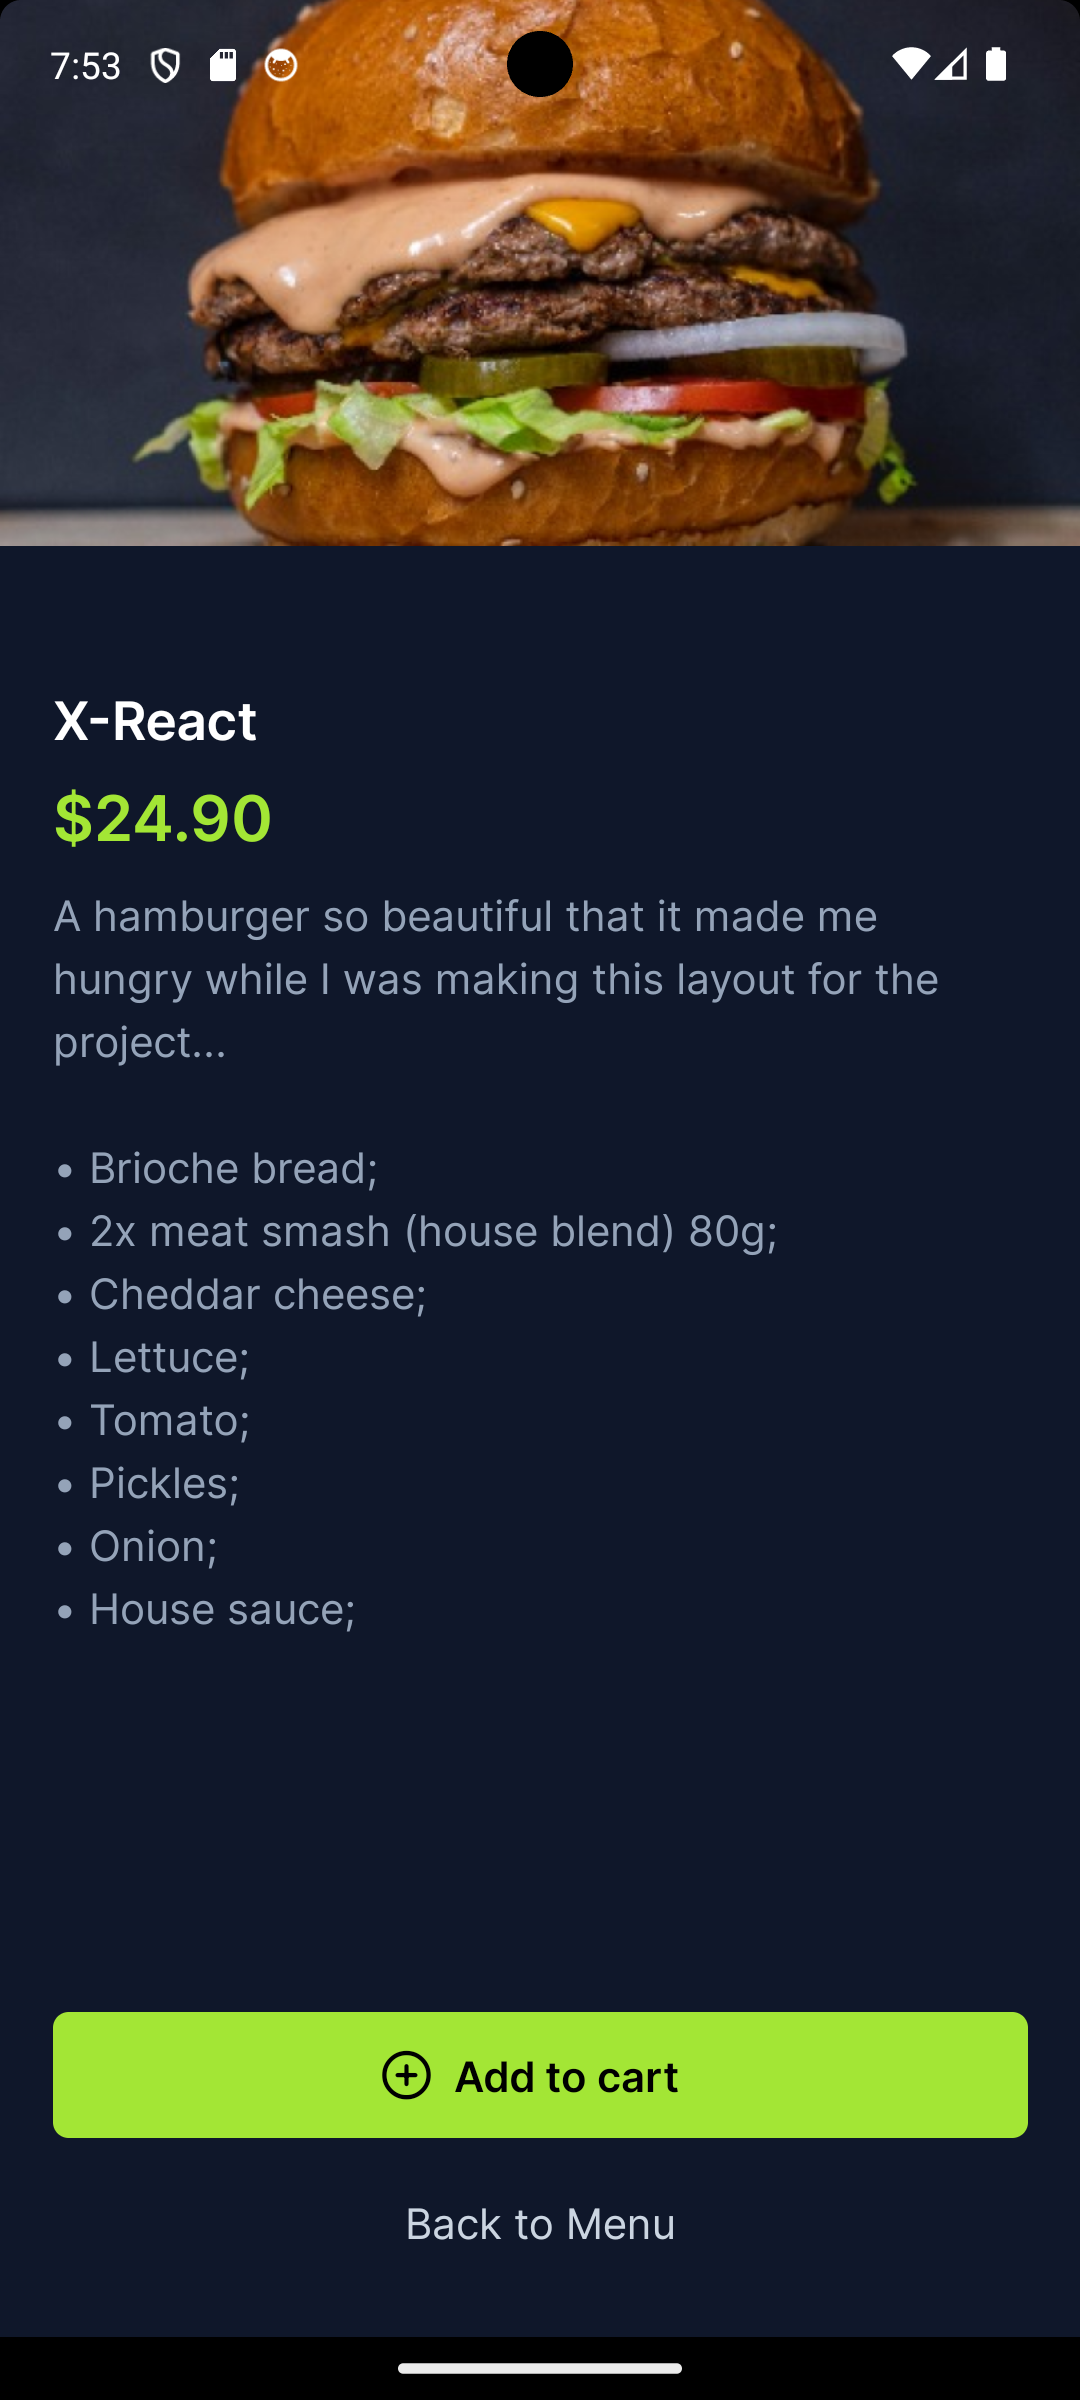 7:53
X-React
$24.90
A hamburger so beautiful that it made me
hungry while I was making this layout for the
project...
• Brioche bread;
• 2x meat smash (house blend) 80g;
• Cheddar cheese;
• Lettuce;
• Tomato;
• Pickles;
• Onion;
• House sauce;
Add to cart
Back to Menu